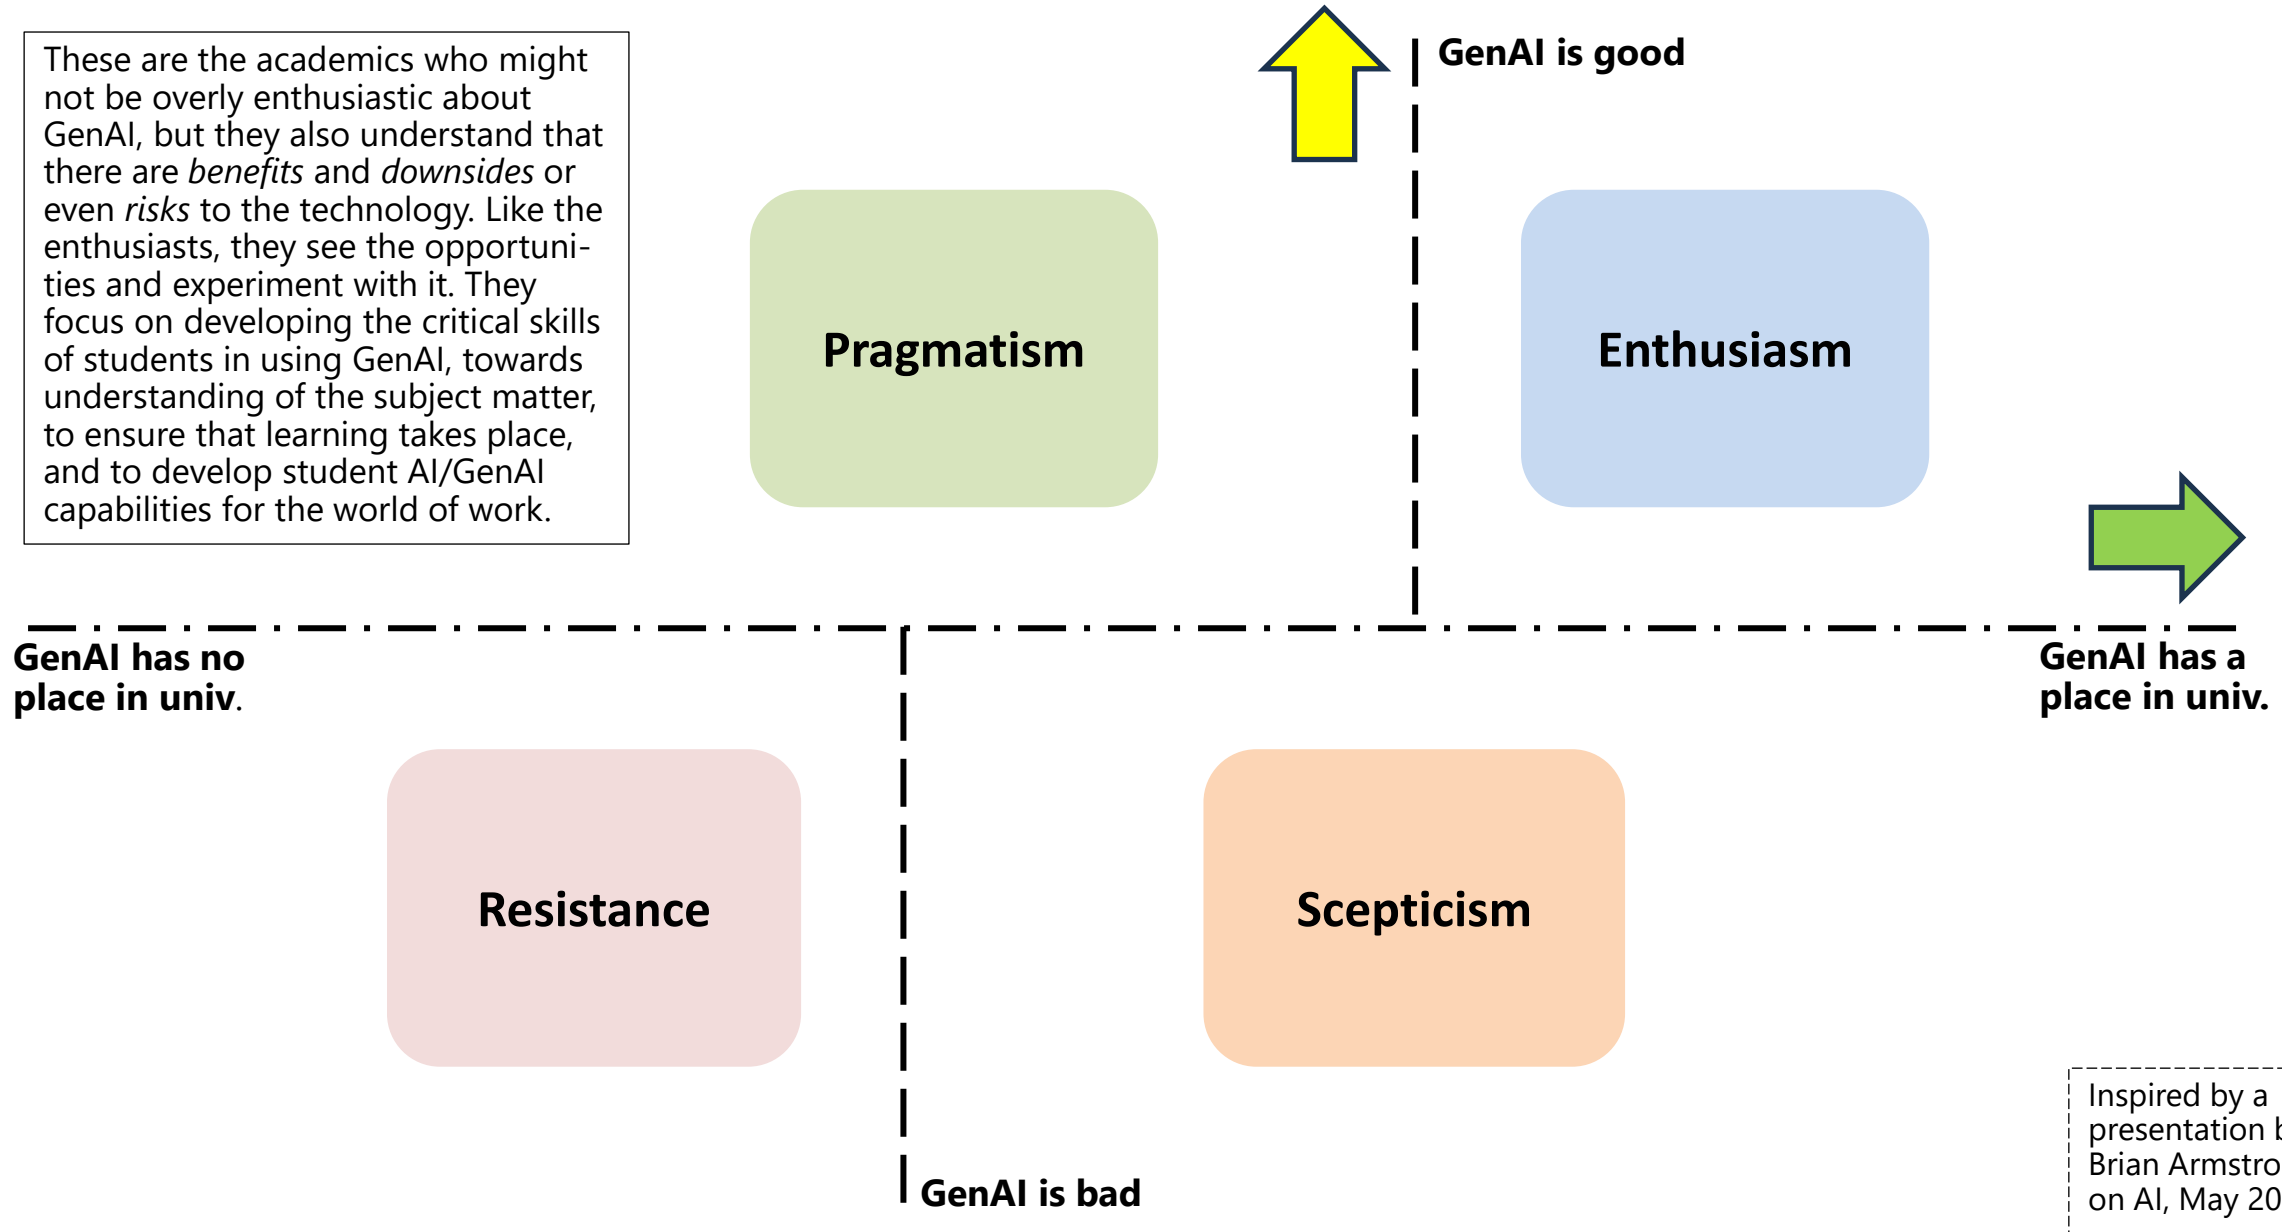 These are the academics who might
not be overly enthusiastic about
GenAI, but they also understand that
there are benefits and downsides or
even risks to the technology. Like the
enthusiasts, they see the opportuni-
ties and experiment with it. They
focus on developing the critical skills
of students in using GenAI, towards
understanding of the subject matter,
to ensure that learning takes place,
and to develop student AI/GenAI
capabilities for the world of work.
GenAI is good
Pragmatism
Enthusiasm
GenAI has no
place in univ.
GenAI has a
place in univ.
Resistance
Scepticism
GenAI is bad
Inspired by a
presentation
Brian
on AI, May